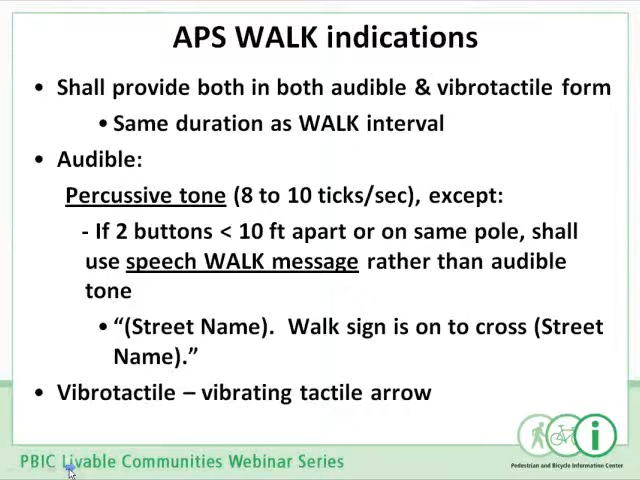 APS WALK indications
• Shall provide both in both audible & vibrotactile form
• Same duration as WALK interval
• Audible:
Percussive tone (8 to 10 ticks/sec), except:
- If 2 buttons < 10 ft apart or on same pole, shall
use speech WALK message rather than audible
tone
• “(Street Name).  Walk sign is on to cross (Street
Name).”
• Vibrotactile – vibrating tactile arrow
PBIC Livable Communities Webinar Series
i
Pedestrian and Bicycle Information Center